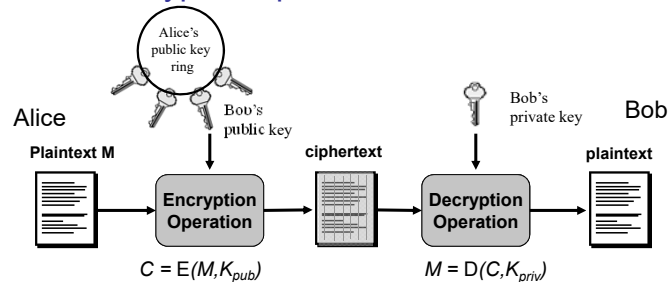 Alice's
public key
ring
Alice
Bob's
public key
Bob's
private key
Bob
Plaintext M
ciphertext
plaintext
Encryption
Operation
Decryption
Operation
C = E(M,Kpub)
M = D(C,Kpriv)